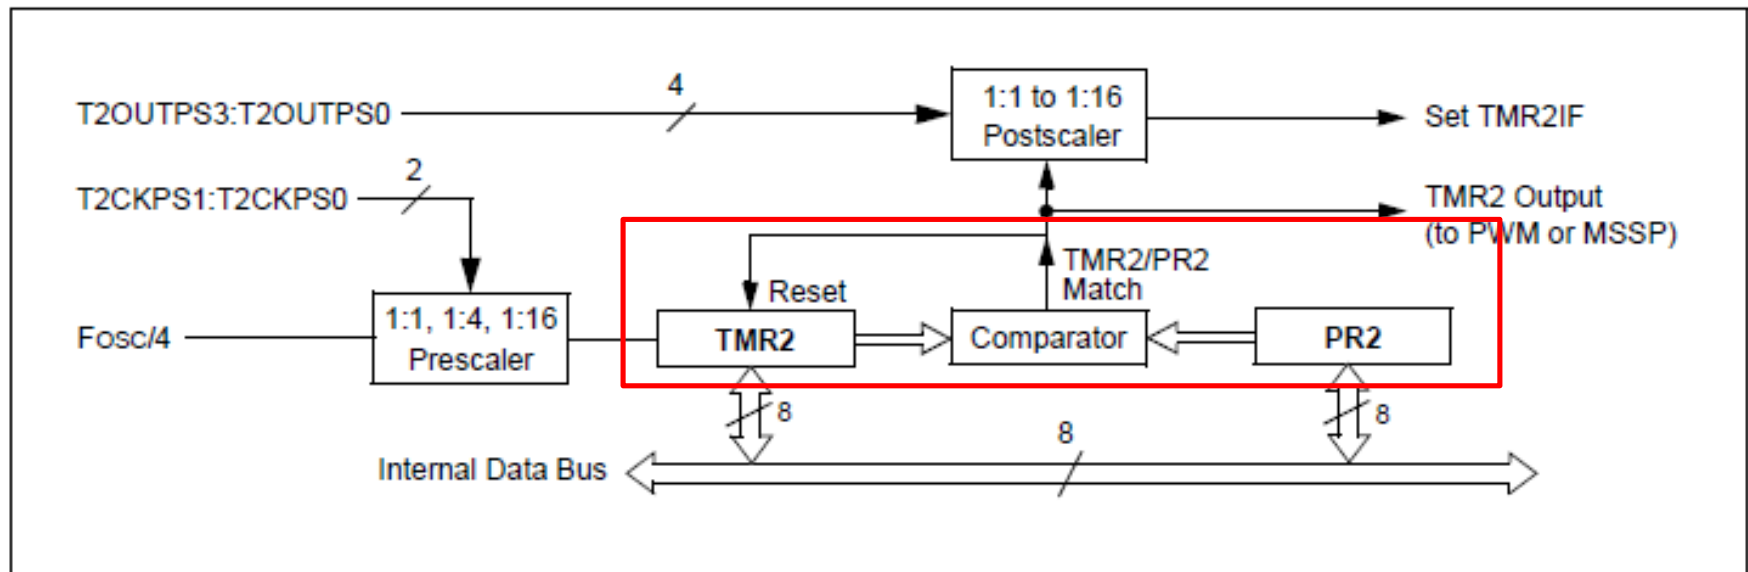 4
T2OUTPS3:T2OUTPS0
1:1 to 1:16
Postscaler
Set TMR2IF
2
T2CKPS1:T2CKPS0
TMR2 Output
(to PWM or MSSP)
TMR2/PR2
Match
Reset
Fosc/4
1:1, 1:4, 1:16
Prescaler
TMR2
Comparator
PR2
8
8
8
Internal Data Bus